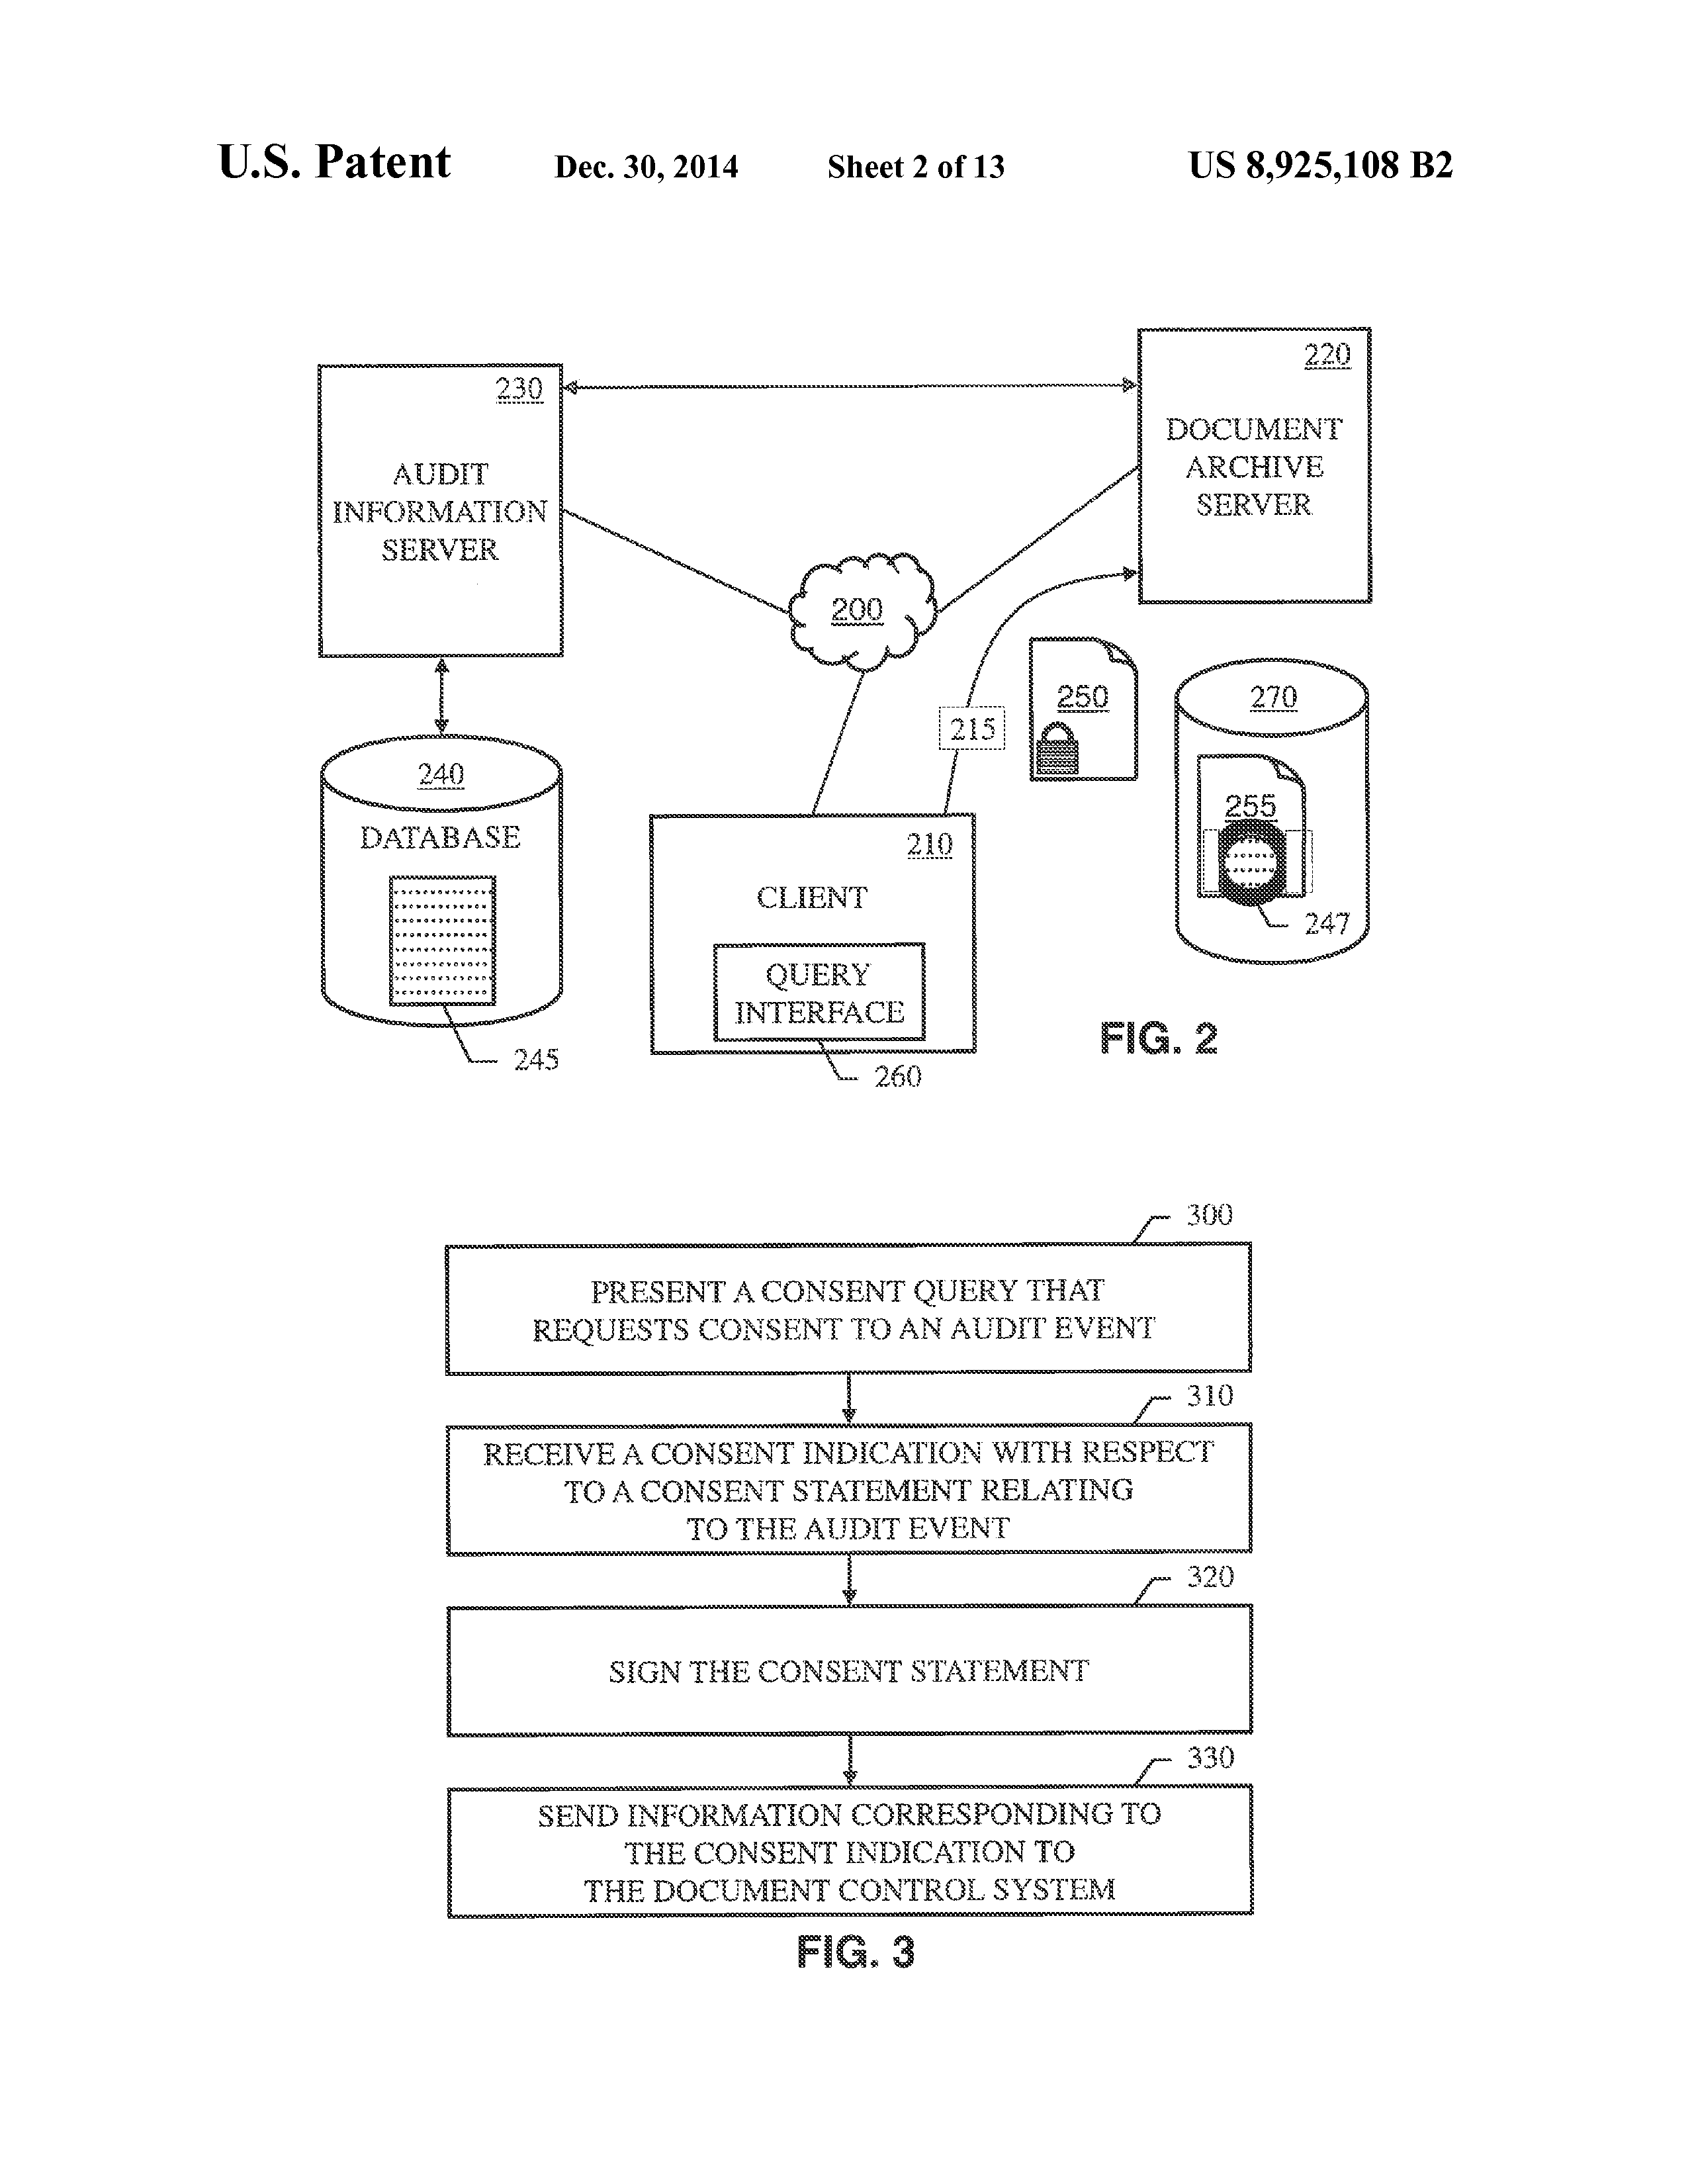 U.S. Patent Dec. 30, 2014 Sheet 2 of 13 US 8,925,108 B2
230
AUDIT
INFORMATION
SERVER
220
DOCUMENT
ARCHIVE
SERVER
200
215
250
270
255
247
240
DATABASE
245
210
CLIENT
QUERY
INTERFACE
260
FIG. 2
300
PRESENT A CONSENT QUERY THAT
REQUESTS CONSENT TO AN AUDIT EVENT
310
RECEIVE A CONSENT INDICATION WITH RESPECT
TO A CONSENT STATEMENT RELATING
TO THE AUDIT EVENT
320
SIGN THE CONSENT STATEMENT
330
SEND INFORMATION CORRESPONDING TO
THE CONSENT INDICATION TO
THE DOCUMENT CONTROL SYSTEM
FIG. 3